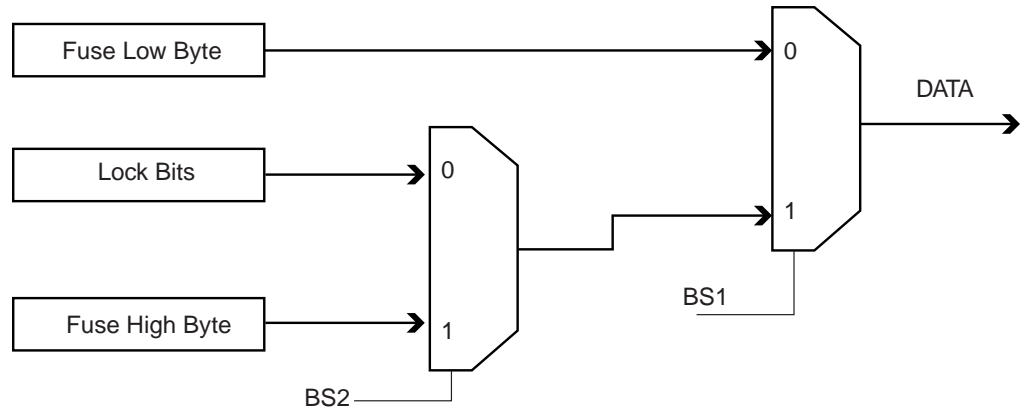 Fuse Low Byte
0
DATA
Lock Bits
0
1
BS1
Fuse High Byte
1
BS2